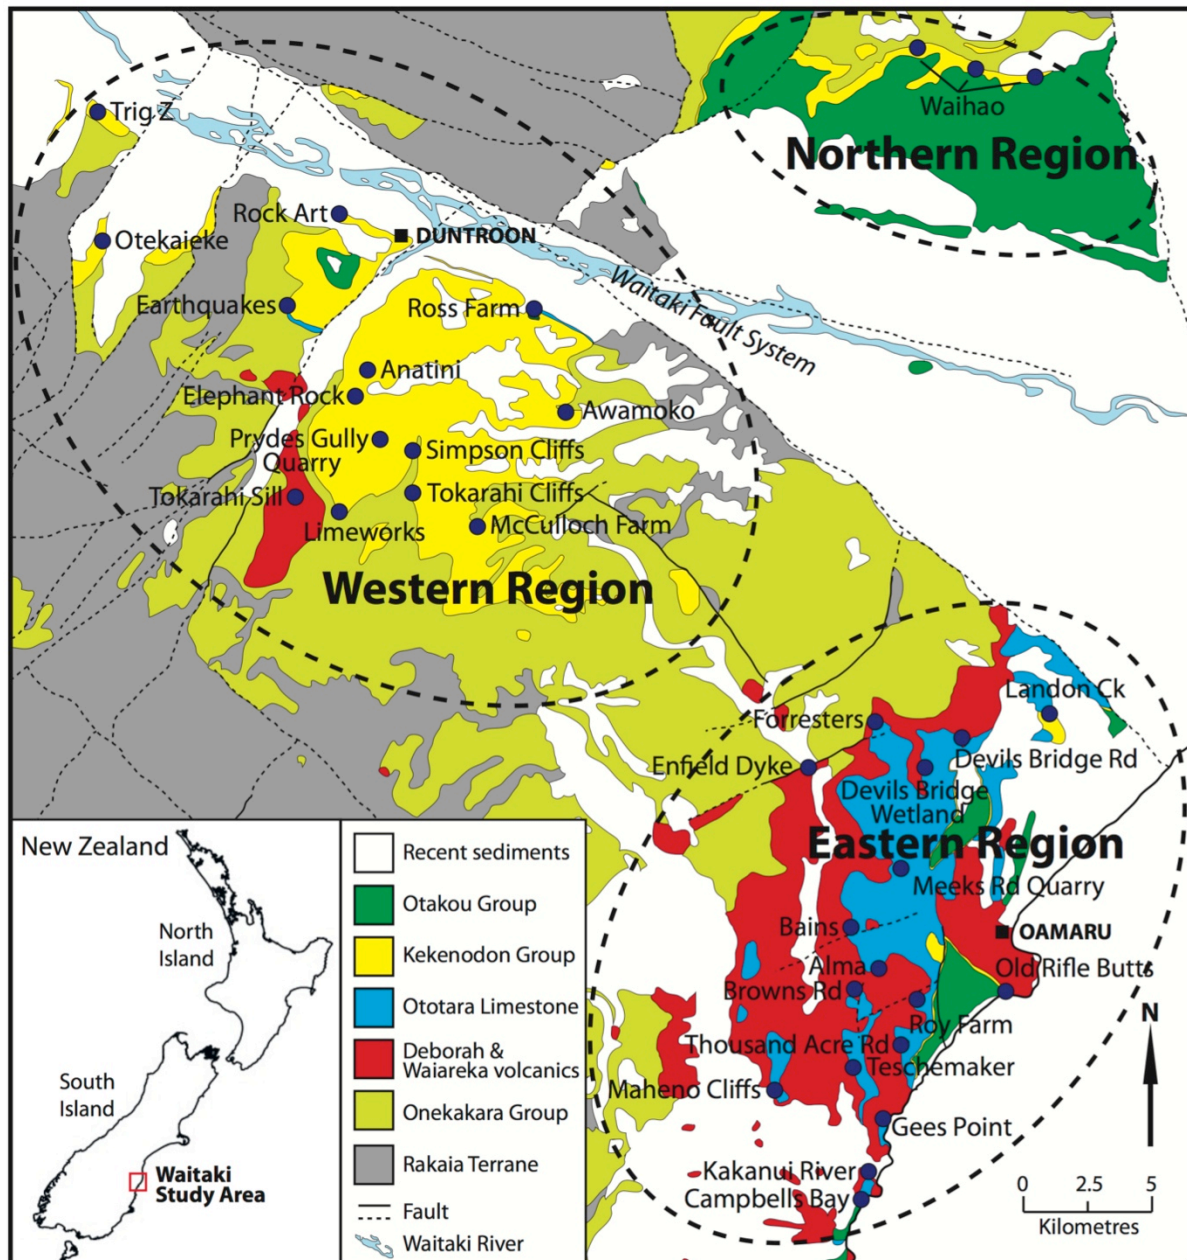 Trig Z
Waihao
Northern Region
Rock Art
DUNTROON
Otekaieke
Waitaki Fault System
Earthquakes
Ross Farm
Anatini
Elephant Rock
Awamoko
Prydes Gully
Quarry
Simpson Cliffs
Tokarahi Sill
Tokarahi Cliffs
Limeworks
McCulloch Farm
Western Region
Landon Ck
Forresters
Devils Bridge Rd
Enfield Dyke
Devils Bridge
Wetland
Eastern Region
Meeks Rd Quarry
Bains
OAMARU
Alma
Old Rifle Butts
Browns Rd
Roy Farm
Thousand Acre Rd
Teschemaker
Maheno Cliffs
Gees Point
Kakanui River
Campbells Bay
N
0 2.5 5
Kilometres
New Zealand
North
Island
South
Island
Waitaki
Study Area
Recent sediments
Otakou Group
Kekenodon Group
Ototara Limestone
Deborah &
Waiareka volcanics
Onekakara Group
Rakaia Terrane
Fault
Waitaki River